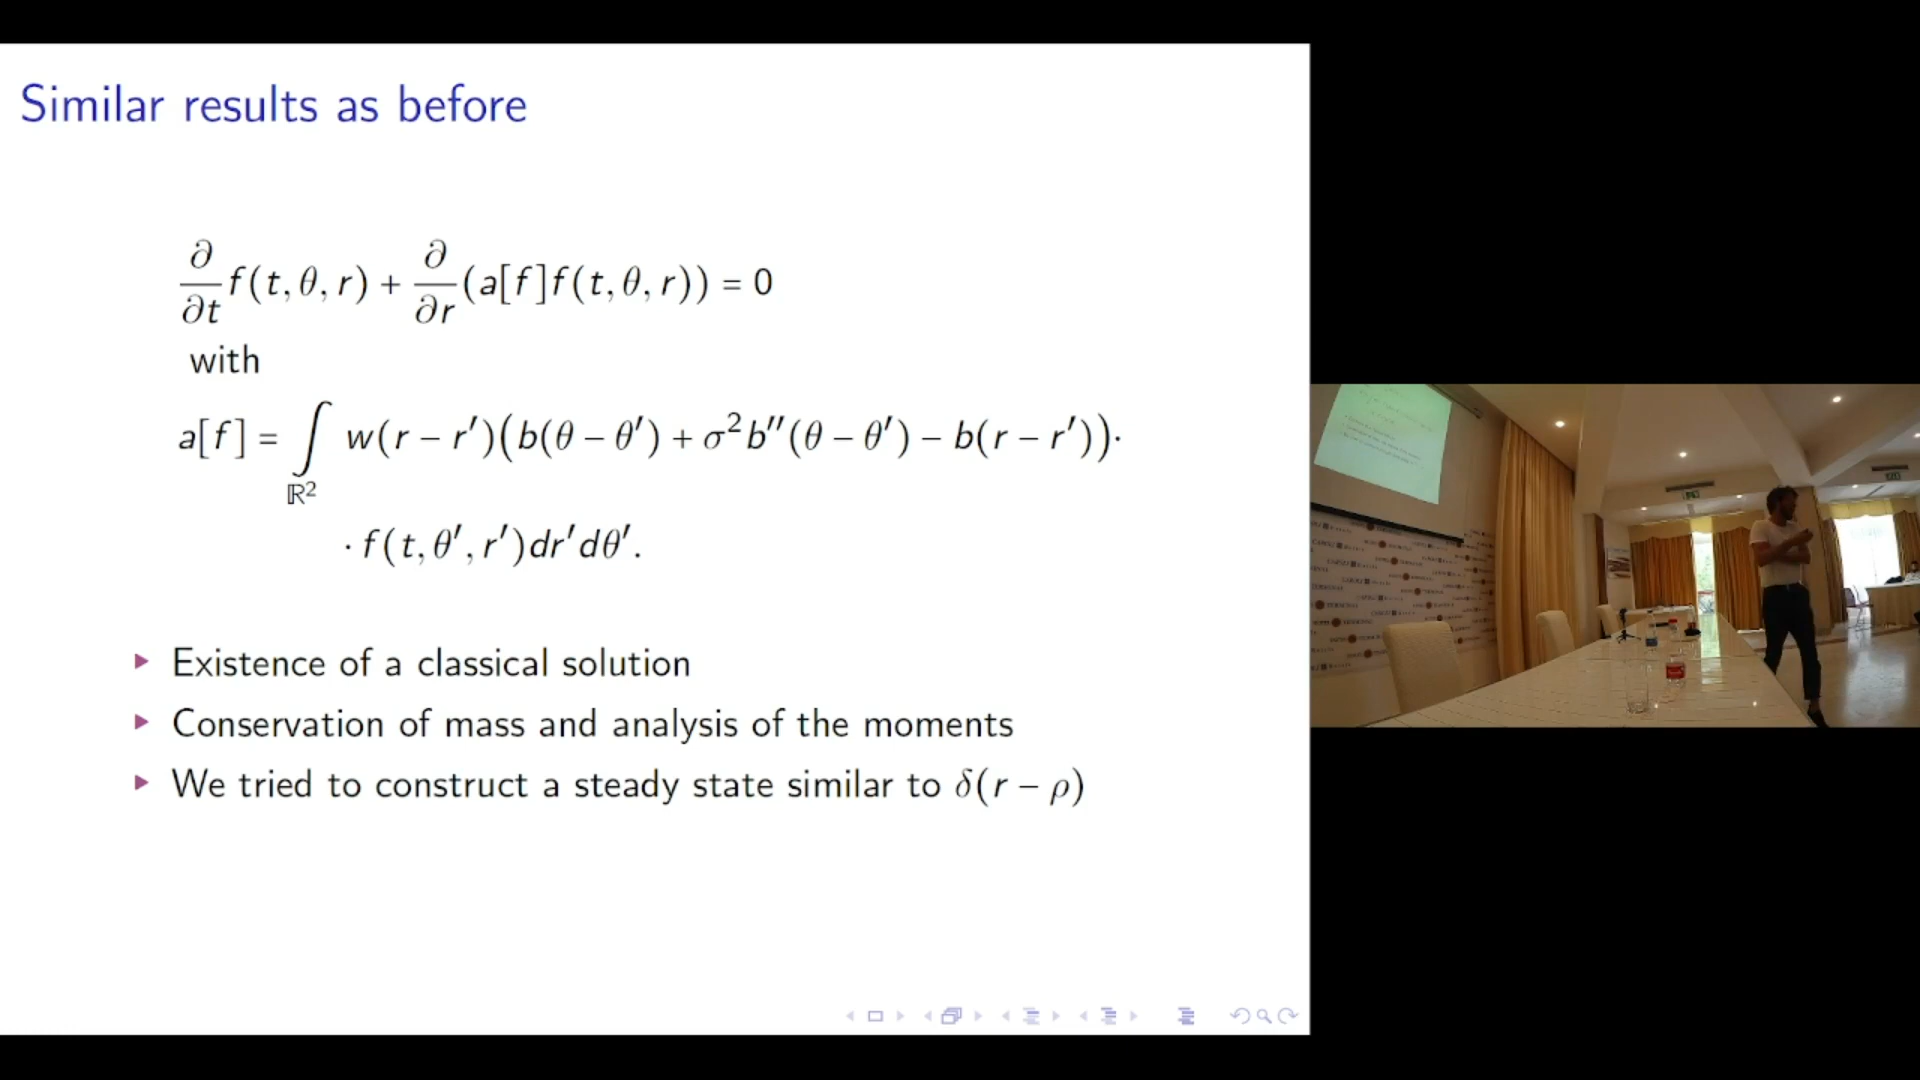 Similar results as before
∂/∂t f(t, θ, r) + ∂/∂r (a[f]f(t, θ, r)) = 0
with
a[f] = ∫_{ℝ²} w(r − r′)(b(θ − θ′) + σ²b″(θ − θ′) − b(r − r′))·
· f(t, θ′, r′)dr′dθ′.
▸ Existence of a classical solution
▸ Conservation of mass and analysis of the moments
▸ We tried to construct a steady state similar to δ(r − ρ)